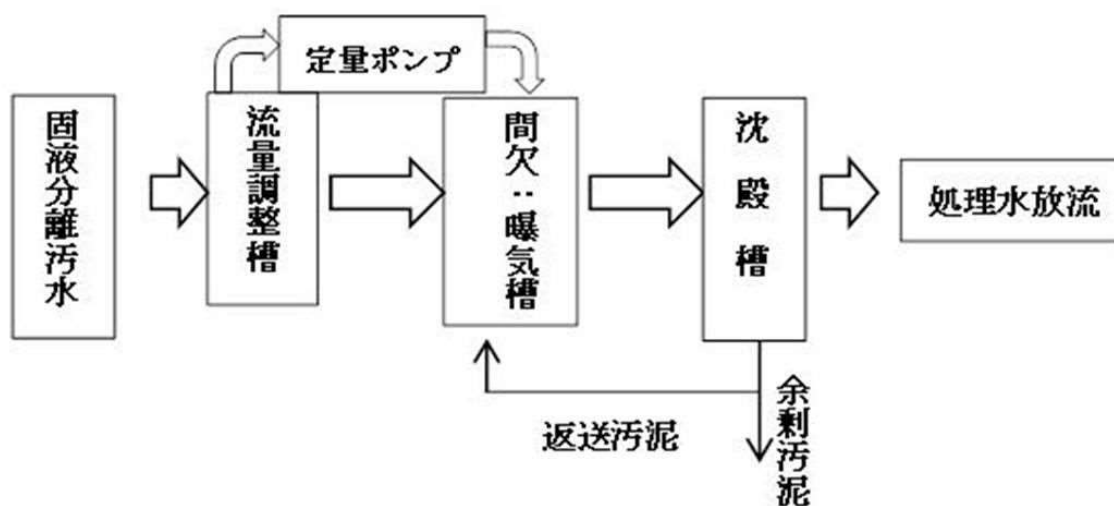 定量ポンプ
固液分離汚水
流量調整槽
間欠‥曝気槽
沈殿槽
処理水放流
返送汚泥
余剰汚泥